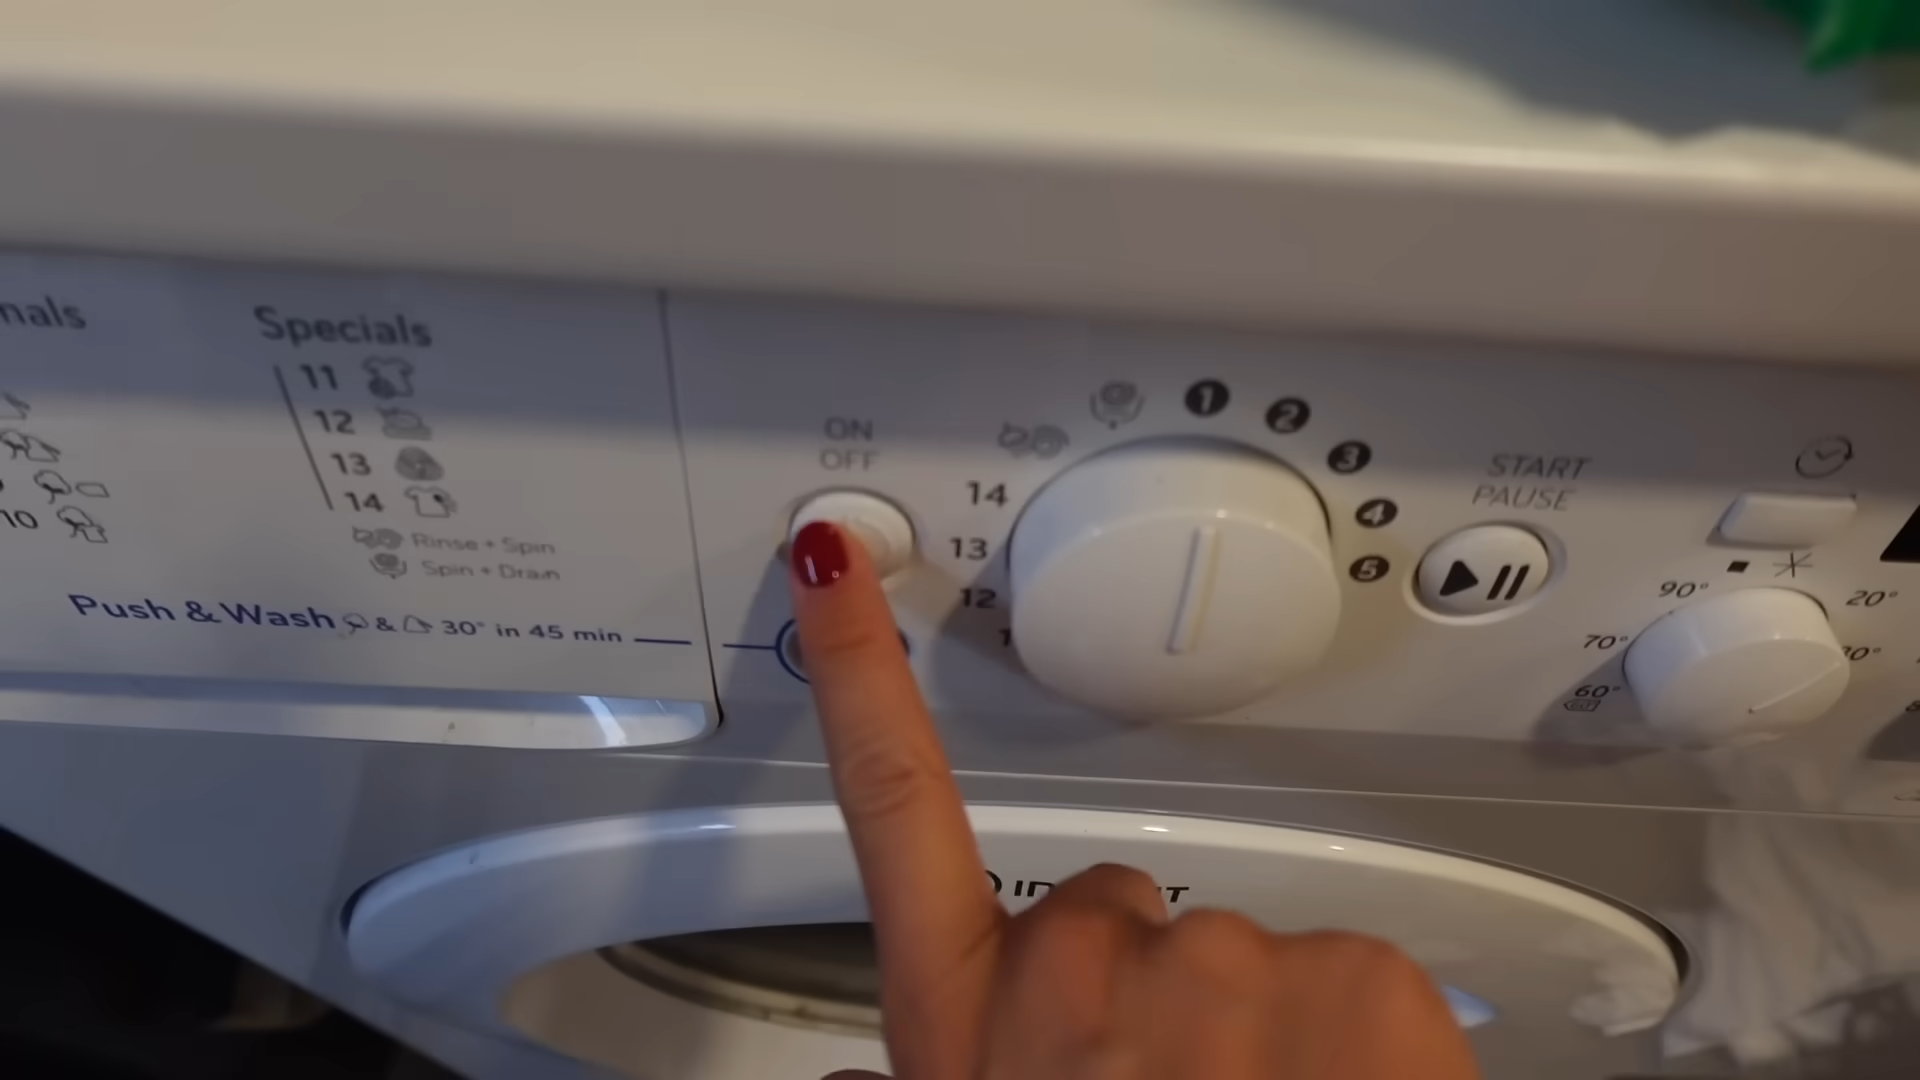 Specials
11
12
13
14
10
Rinse + Spin
Spin + Drain
Push & Wash & 30° in 45 min
ON
OFF
14
13
12
1
2
3
4
5
START
PAUSE
90°
70°
60°
20°